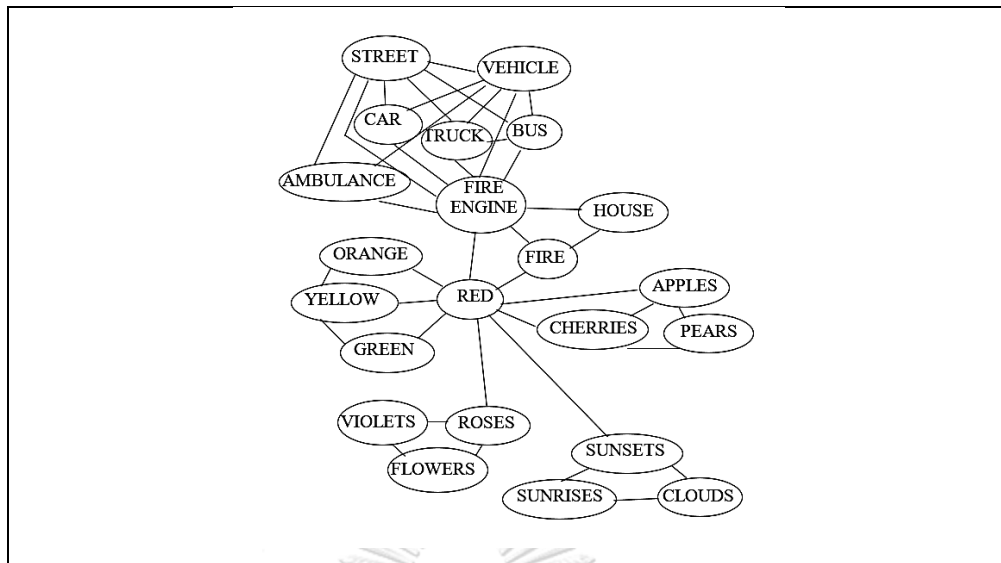 STREET
VEHICLE
CAR
TRUCK
BUS
AMBULANCE
FIRE
ENGINE
HOUSE
ORANGE
FIRE
YELLOW
RED
APPLES
CHERRIES
PEARS
GREEN
VIOLETS
ROSES
FLOWERS
SUNSETS
SUNRISES
CLOUDS